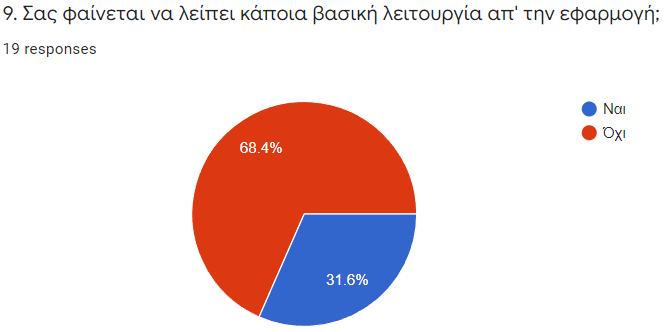 9. Σας φαίνεται να λείπει κάποια βασική λειτουργία απ' την εφαρμογή;
19 responses
Ναι
Όχι
68.4%
31.6%